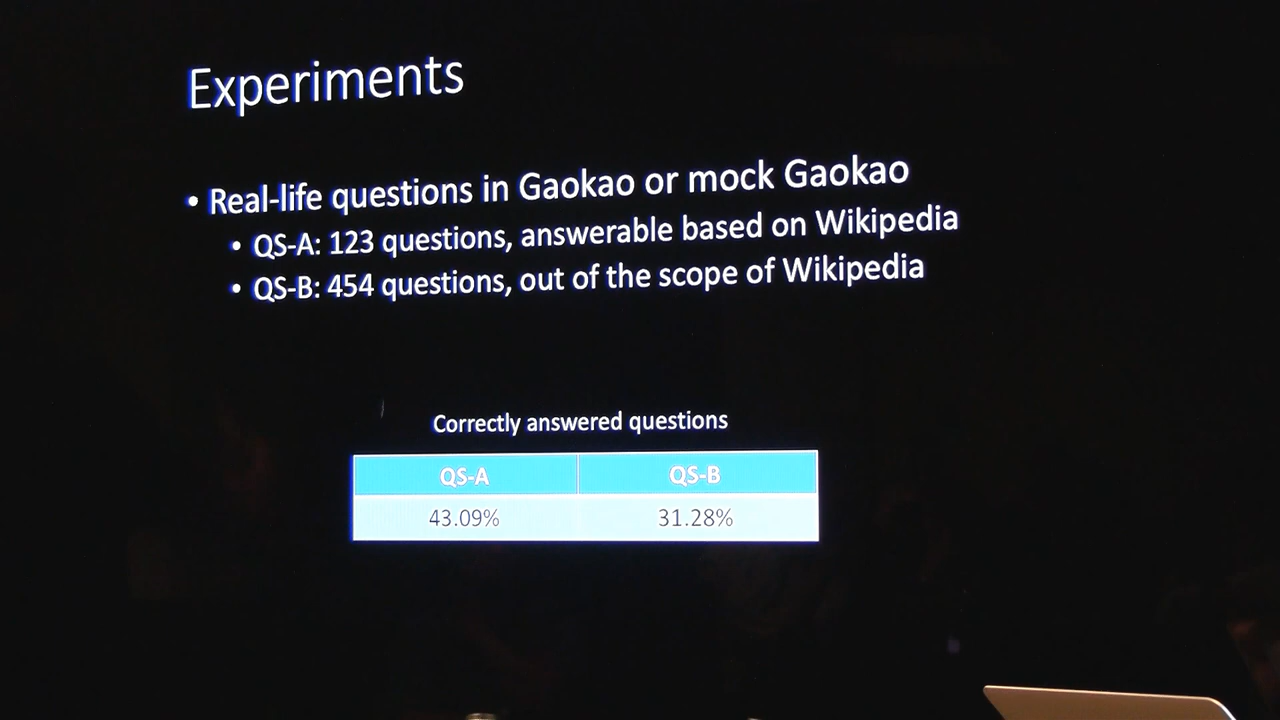 Experiments
• Real-life questions in Gaokao or mock Gaokao
• QS-A: 123 questions, answerable based on Wikipedia
• QS-B: 454 questions, out of the scope of Wikipedia
Correctly answered questions
QS-A QS-B
43.09% 31.28%